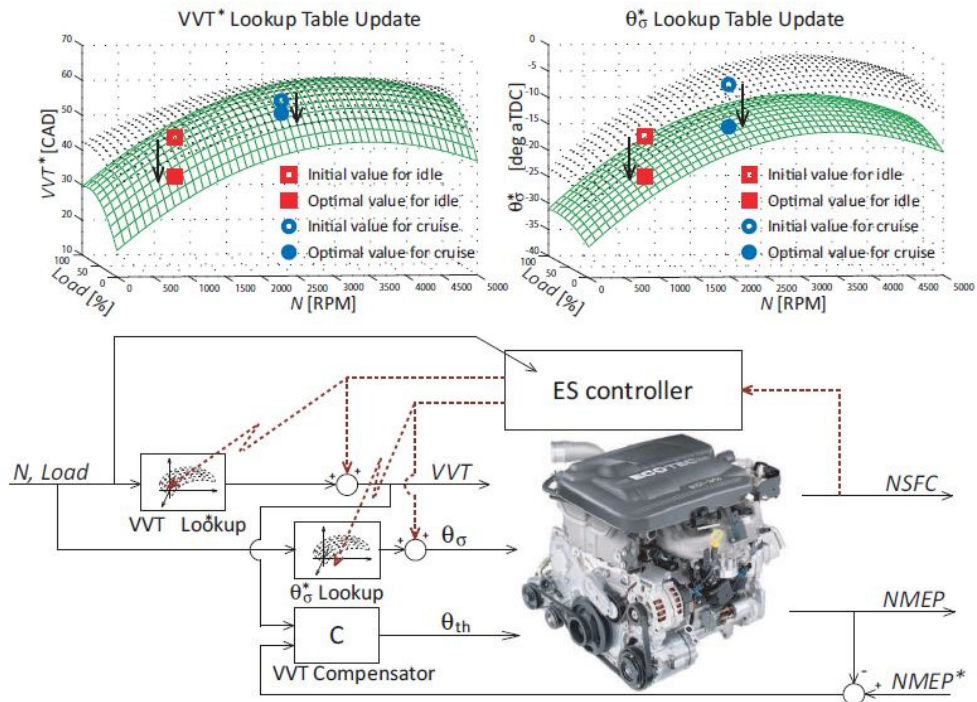 VVT* Lookup Table Update
70
60
50
40
30
20
10
VVT* [CAD]
100
50
0
Load [%]
0
500
1000
1500
2000
2500
3000
3500
4000
4500
5000
N [RPM]
Initial value for idle
Optimal value for idle
Initial value for cruise
Optimal value for cruise
θσ* Lookup Table Update
0
-5
-10
-15
-20
-25
-30
-35
-40
θσ* [deg aTDC]
100
50
0
Load [%]
0
500
1000
1500
2000
2500
3000
3500
4000
4500
5000
N [RPM]
Initial value for idle
Optimal value for idle
Initial value for cruise
Optimal value for cruise
ES controller
N, Load
VVT* Lookup
+ +
VVT
NSFC
ECOTEC
θσ* Lookup
+ +
θσ
C
VVT Compensator
θth
NMEP
-
+
NMEP*